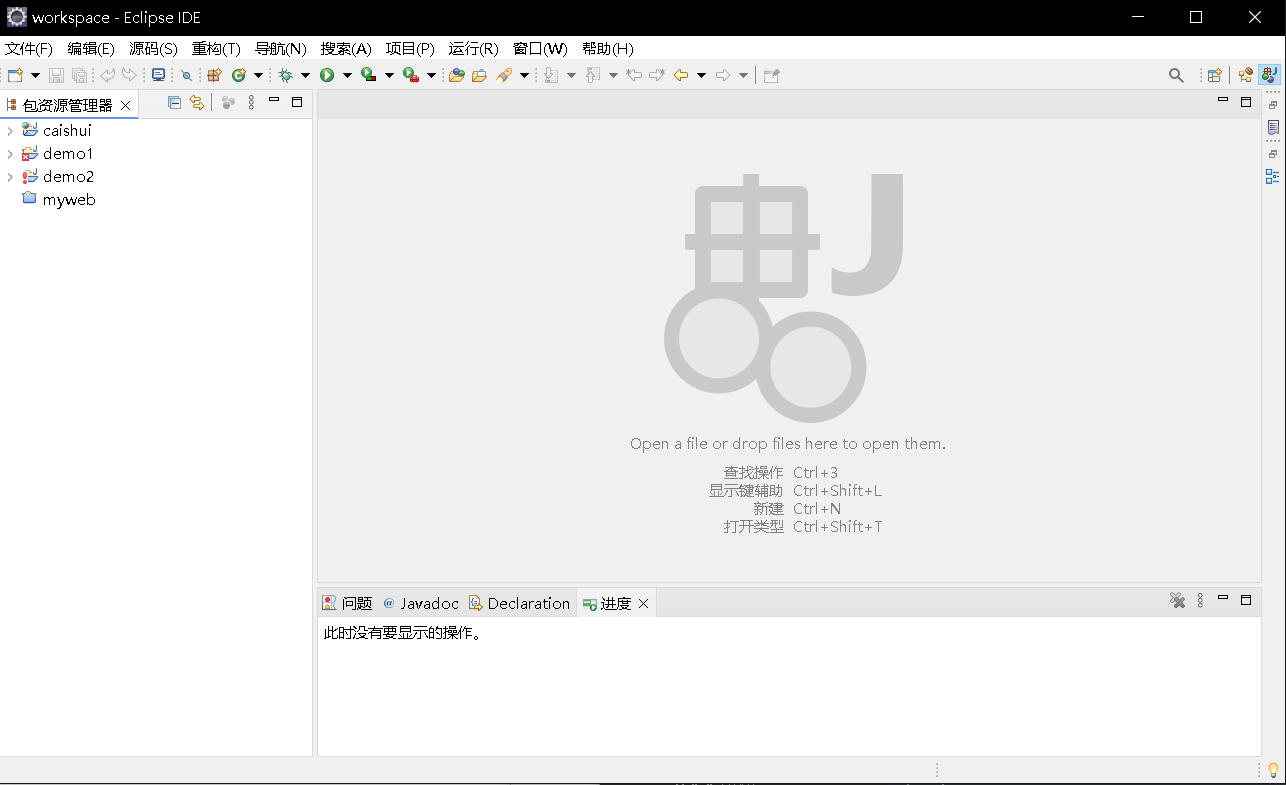 workspace - Eclipse IDE
文件(F) 编辑(E) 源码(S) 重构(T) 导航(N) 搜索(A) 项目(P) 运行(R) 窗口(W) 帮助(H)
包资源管理器
caishui
demo1
demo2
myweb
J
Open a file or drop files here to open them.
查找操作 Ctrl+3
显示键辅助 Ctrl+Shift+L
新建 Ctrl+N
打开类型 Ctrl+Shift+T
问题 @ Javadoc Declaration 进度
此时没有要显示的操作。